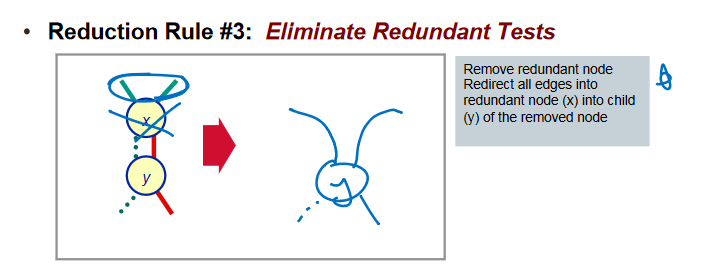 • Reduction Rule #3: Eliminate Redundant Tests
Remove redundant node
Redirect all edges into
redundant node (x) into child
(y) of the removed node
x
y
y